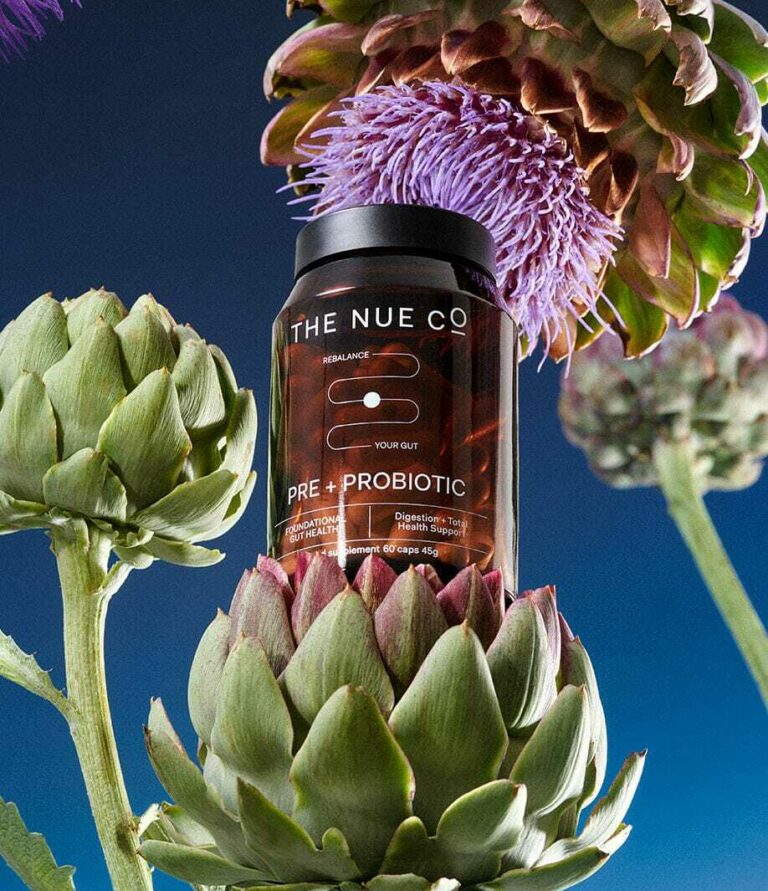 THE NUE CO
REBALANCE
YOUR GUT
PRE + PROBIOTIC
FOUNDATIONAL
GUT HEALTH
Digestion + Total
Health Support
supplement 60 caps 45g